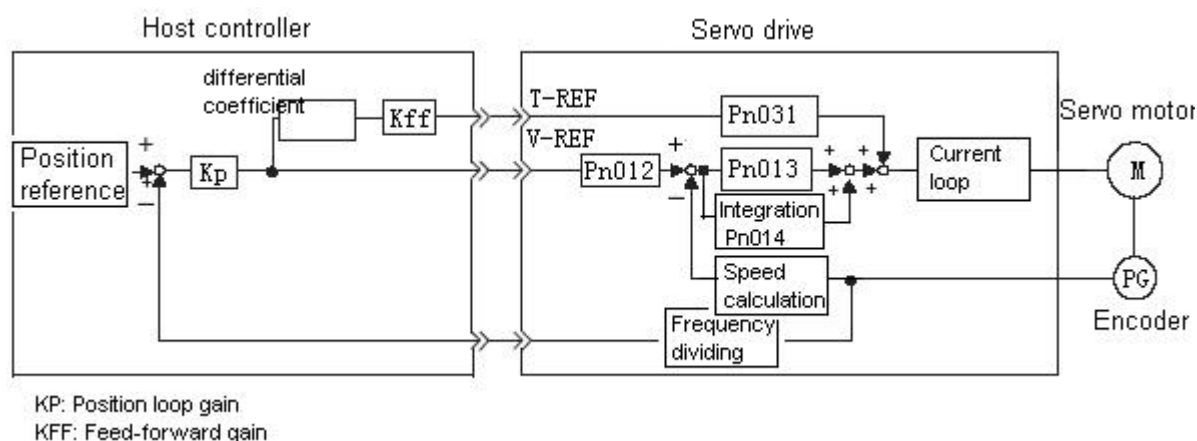 Host controller
Servo drive
differential
coefficient
Kff
T-REF
Pn031
Servo motor
+
V-REF
+
+
+
Position
reference
+
Kp
Pn012
Pn013
Current
loop
M
−
−
+
+
Integration
Pn014
Speed
calculation
PG
Encoder
Frequency
dividing
KP: Position loop gain
KFF: Feed-forward gain